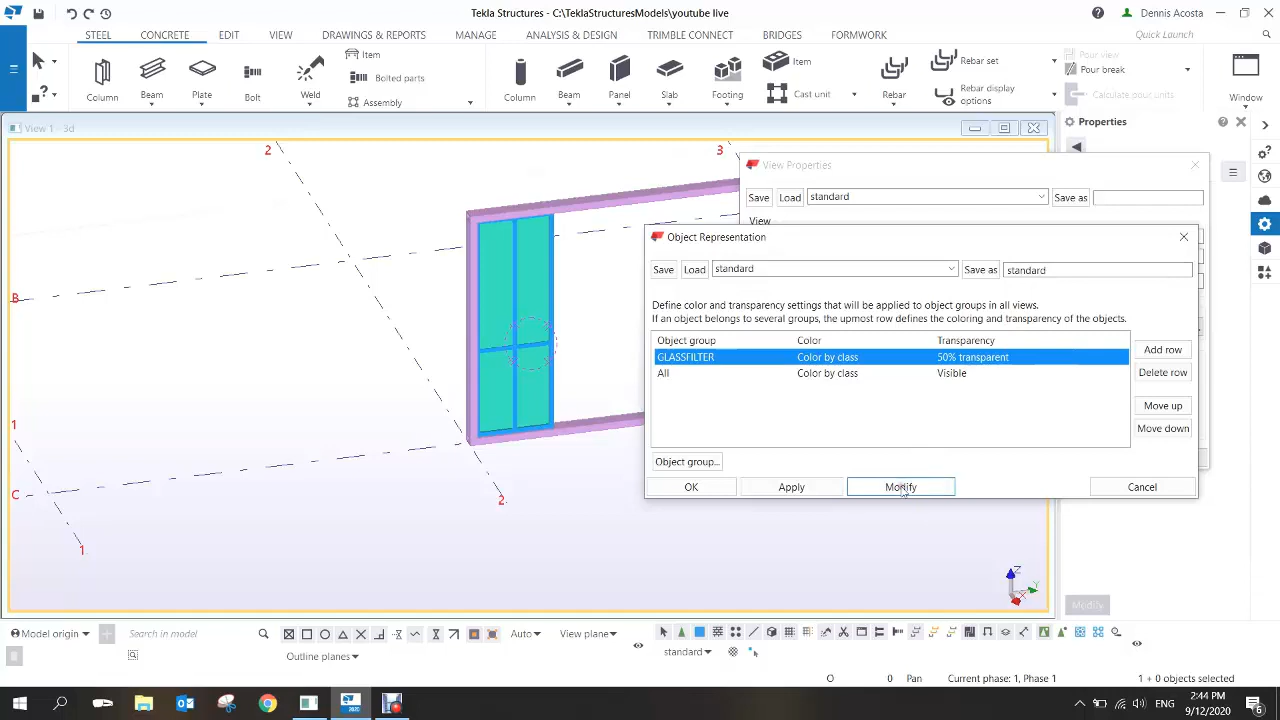 Tekla Structures - C:\TeklaStructuresModels\youtube live
Dennis Acosta
STEEL CONCRETE EDIT VIEW DRAWINGS & REPORTS MANAGE ANALYSIS & DESIGN TRIMBLE CONNECT BRIDGES FORMWORK Quick Launch
Item
Bolted parts
Assembly
Column Beam Plate Bolt Weld
Column Beam Panel Slab Footing
Item
Cast unit
Rebar
Rebar set
Rebar display options
Pour view
Pour break
Calculate pour units
Window
View 1 - 3d
Properties
2
3
B
1
C
2
1
View Properties
Save Load standard Save as
View
Object Representation
Save Load standard Save as standard
Define color and transparency settings that will be applied to object groups in all views.
If an object belongs to several groups, the upmost row defines the coloring and transparency of the objects.
Object group Color Transparency
GLASSFILTER Color by class 50% transparent
All Color by class Visible
Add row
Delete row
Move up
Move down
Object group...
OK Apply Modify Cancel
Z
Y
X
Modify
Model origin Search in model Auto View plane
Outline planes
standard
O 0 Pan Current phase: 1, Phase 1 1 + 0 objects selected
ENG
2:44 PM
9/12/2020
6